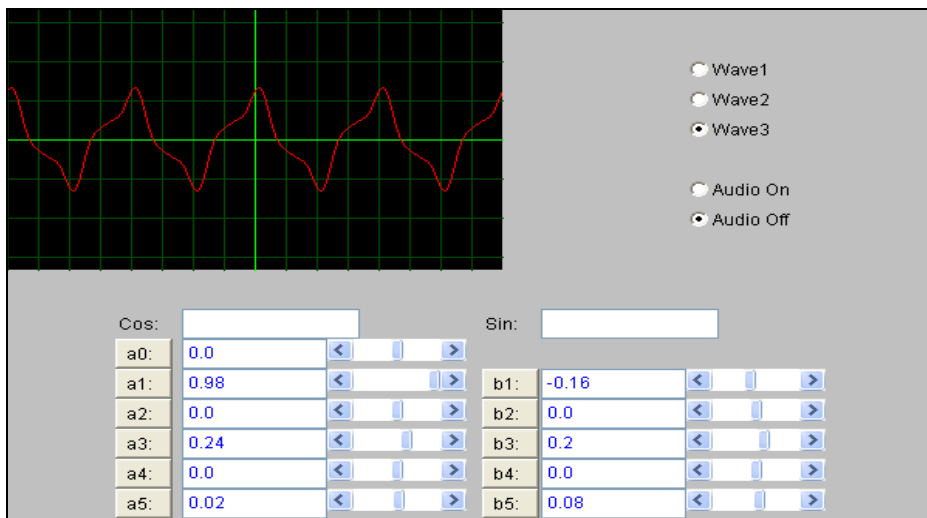 Wave1
Wave2
Wave3
Audio On
Audio Off
Cos: Sin:
a0: 0.0
a1: 0.98 b1: -0.16
a2: 0.0 b2: 0.0
a3: 0.24 b3: 0.2
a4: 0.0 b4: 0.0
a5: 0.02 b5: 0.08